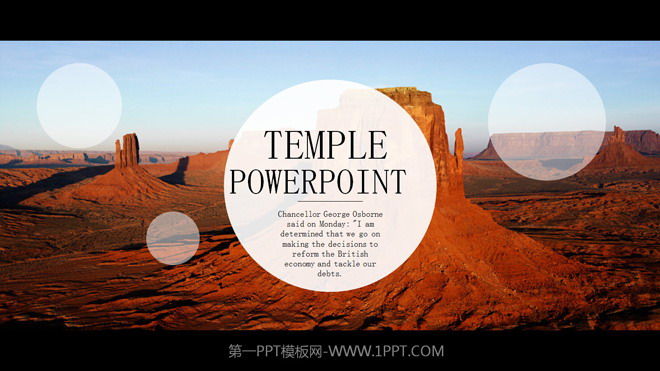 TEMPLE
POWERPOINT
Chancellor George Osborne
said on Monday: "I am
determined that we go on
making the decisions to
reform the British
economy and tackle our
debts.
第一PPT模板网-WWW.1PPT.COM